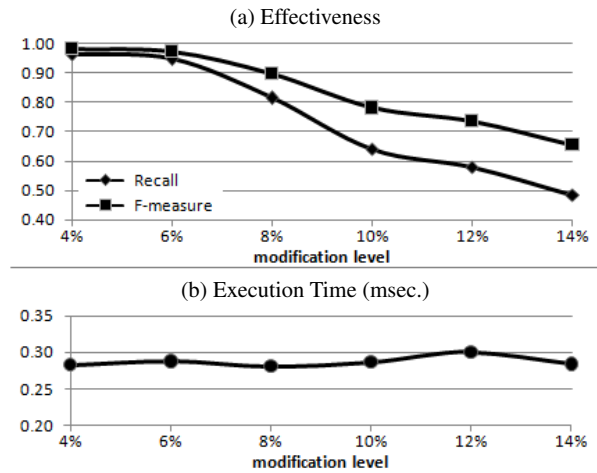 (a) Effectiveness
1.00
0.90
0.80
0.70
0.60
0.50
0.40
Recall
F-measure
4% 6% 8% 10% 12% 14%
modification level
(b) Execution Time (msec.)
0.35
0.30
0.25
0.20
4% 6% 8% 10% 12% 14%
modification level